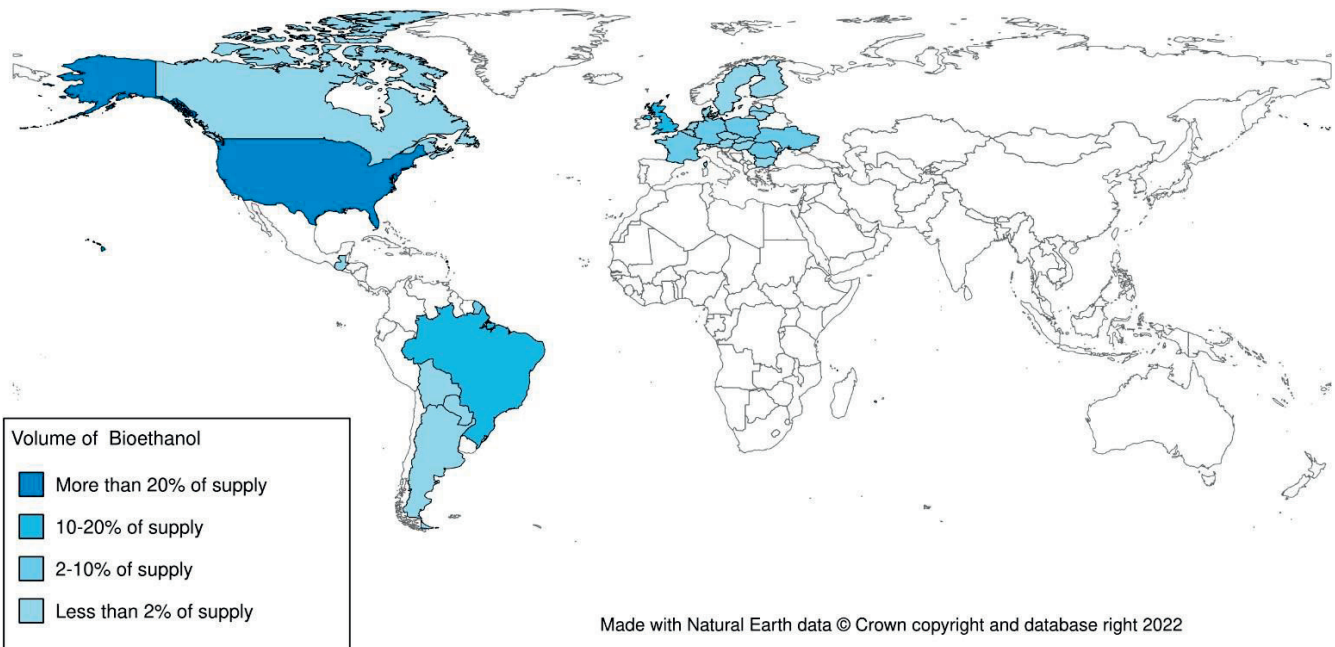 Volume of Bioethanol
More than 20% of supply
10-20% of supply
2-10% of supply
Less than 2% of supply
Made with Natural Earth data © Crown copyright and database right 2022